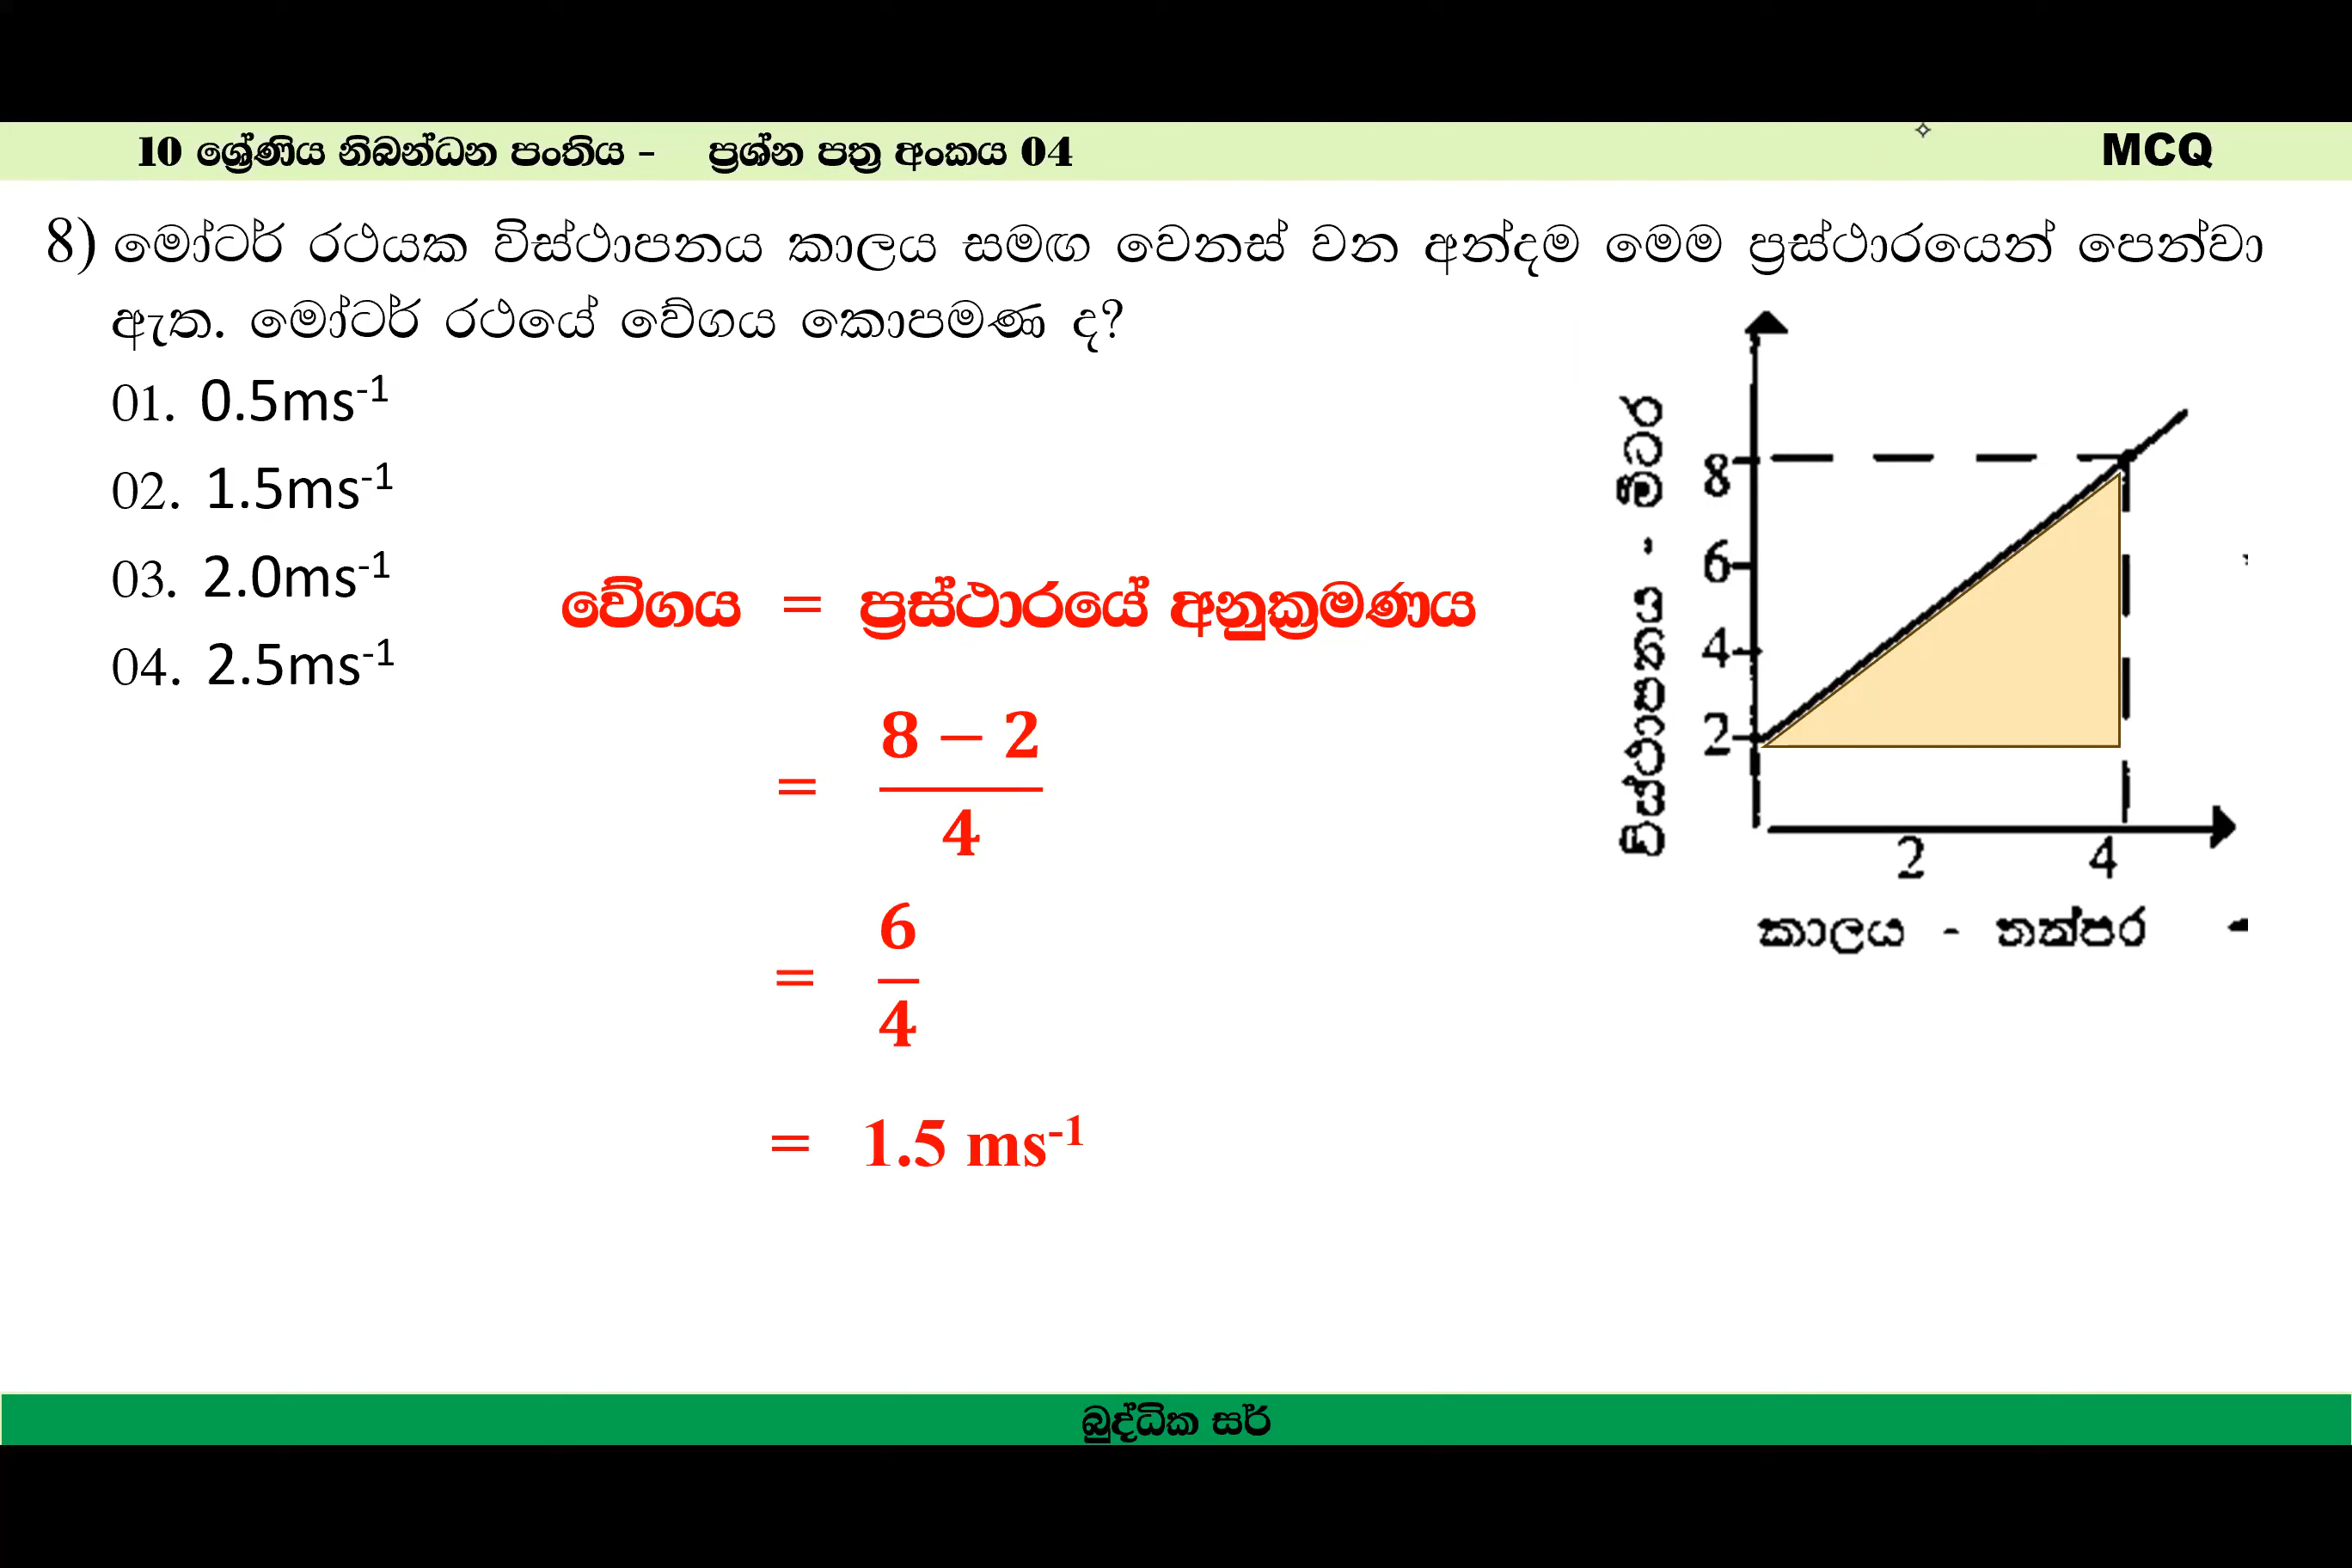 10 ශ්‍රේණිය නිබන්ධන පංතිය - ප්‍රශ්න පත්‍ර අංකය 04 MCQ
8) මෝටර් රථයක විස්ථාපනය කාලය සමඟ වෙනස් වන අන්දම මෙම ප්‍රස්ථාරයෙන් පෙන්වා
ඇත. මෝටර් රථයේ වේගය කොපමණ ද?
01. 0.5ms⁻¹
02. 1.5ms⁻¹
03. 2.0ms⁻¹
04. 2.5ms⁻¹
වේගය = ප්‍රස්ථාරයේ අනුක්‍රමණය
= (8 − 2)/4
= 6/4
= 1.5 ms⁻¹
විස්ථාපනය - මීටර
8
6
4
2
2 4
කාලය - තත්පර
බුද්ධික සර්